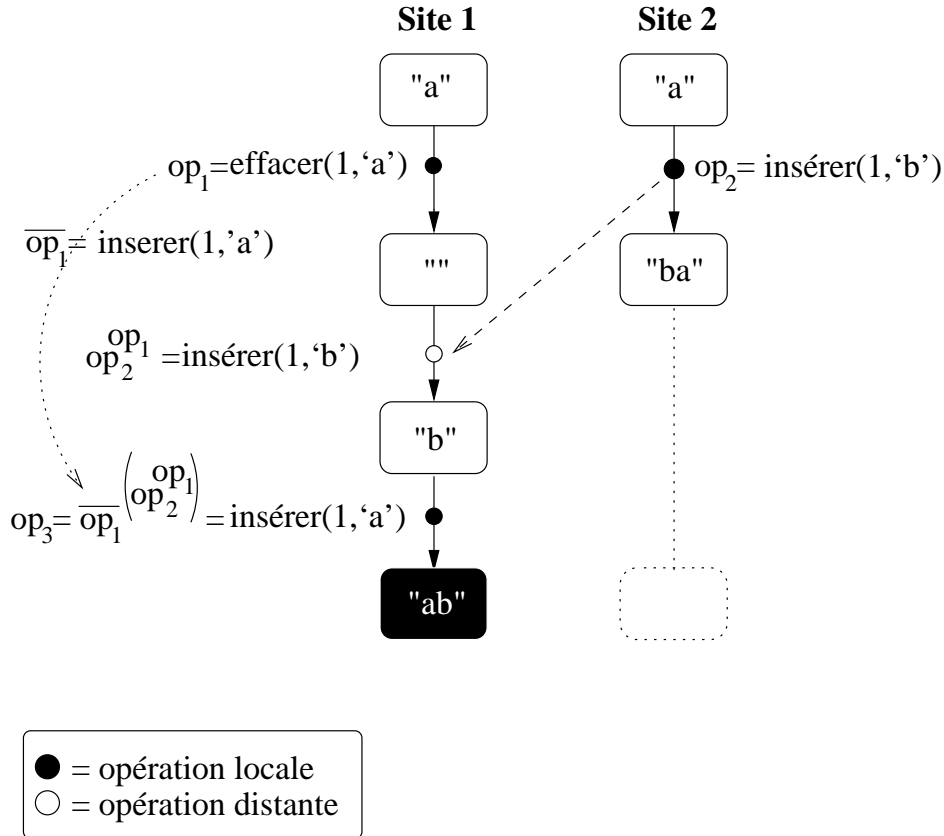 Site 1
Site 2
"a"
"a"
op1=effacer(1,‘a’)
op2= insérer(1,‘b’)
op1= inserer(1,'a')
""
"ba"
op2op1 =insérer(1,‘b’)
"b"
op3= op1(op2op1) =insérer(1,‘a’)
"ab"
= opération locale
= opération distante